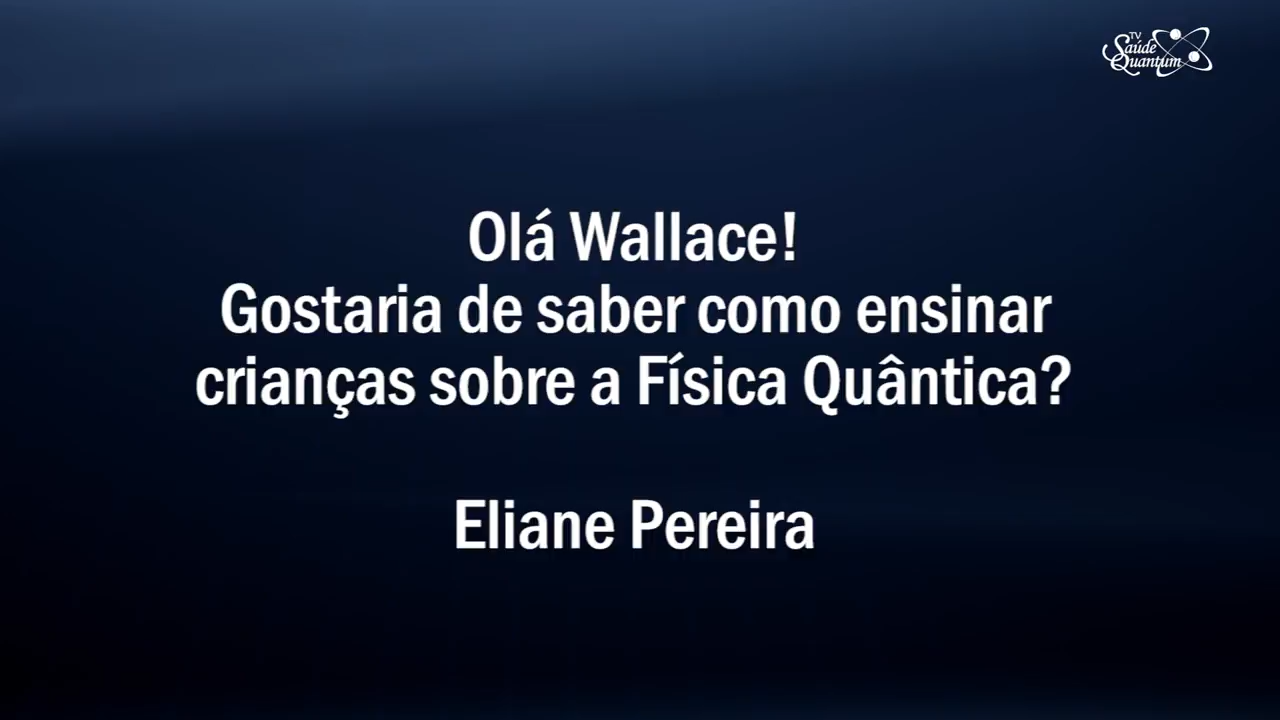 TV
Saúde
Quantum
Olá Wallace!
Gostaria de saber como ensinar
crianças sobre a Física Quântica?
Eliane Pereira